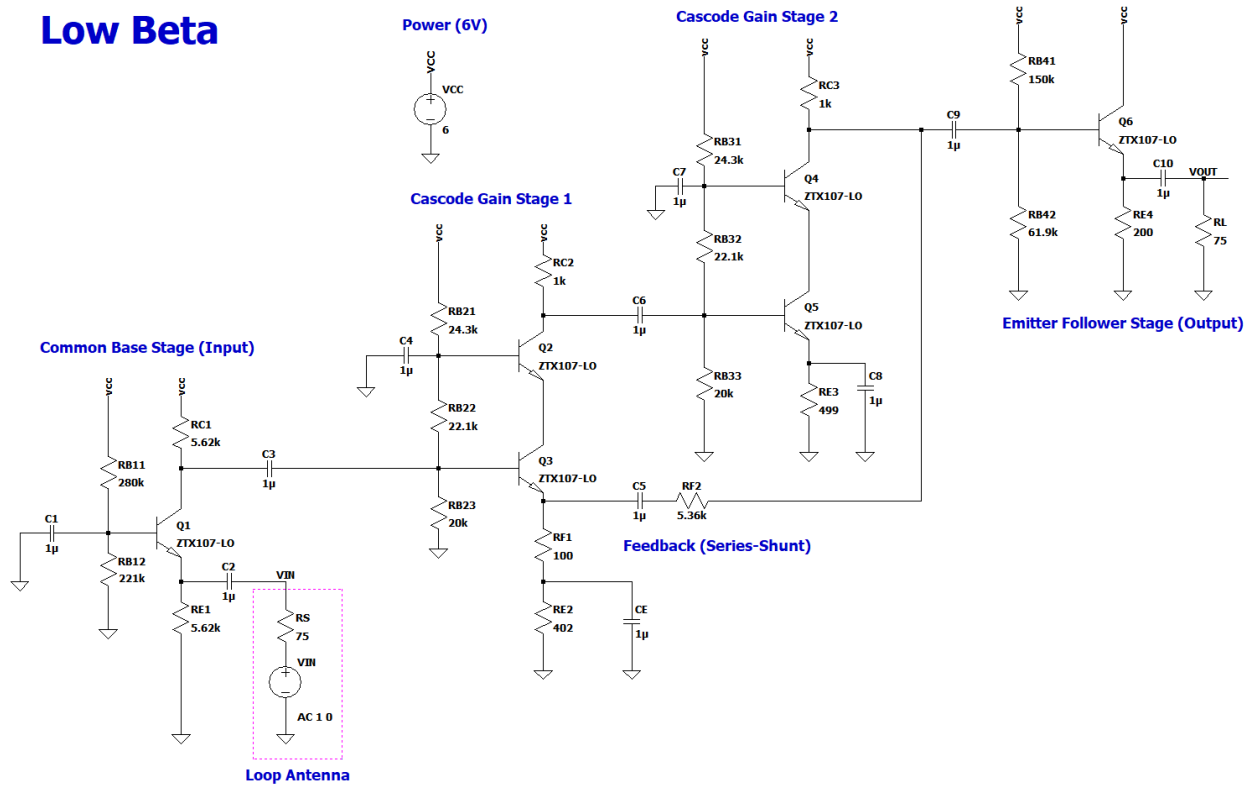 Low Beta
Power (6V)
VCC
VCC
6
Cascode Gain Stage 2
vcc
vcc
RC3
1k
RB31
24.3k
C7
1µ
Q4
ZTX107-LO
RB32
22.1k
Q5
ZTX107-LO
RB33
20k
RE3
499
C8
1µ
vcc
vcc
RB41
150k
C9
1µ
Q6
ZTX107-LO
C10
1µ
VOUT
RB42
61.9k
RE4
200
RL
75
Emitter Follower Stage (Output)
Cascode Gain Stage 1
vcc
vcc
RC2
1k
RB21
24.3k
C4
1µ
Q2
ZTX107-LO
C6
1µ
RB22
22.1k
Q3
ZTX107-LO
RB23
20k
C5
1µ
RF2
5.36k
Feedback (Series-Shunt)
RF1
100
RE2
402
CE
1µ
Common Base Stage (Input)
vcc
vcc
RC1
5.62k
C3
1µ
RB11
280k
C1
1µ
Q1
ZTX107-LO
RB12
221k
C2
1µ
VIN
RE1
5.62k
RS
75
VIN
AC 1 0
Loop Antenna